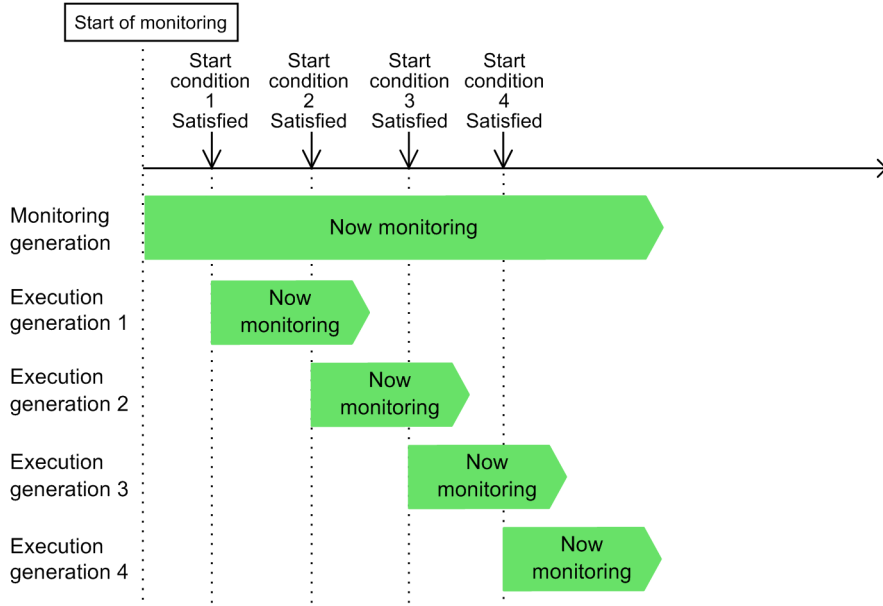 Start of monitoring
Start
condition
1
Satisfied
Start
condition
2
Satisfied
Start
condition
3
Satisfied
Start
condition
4
Satisfied
Monitoring
generation
Now monitoring
Execution
generation 1
Now
monitoring
Execution
generation 2
Now
monitoring
Execution
generation 3
Now
monitoring
Execution
generation 4
Now
monitoring